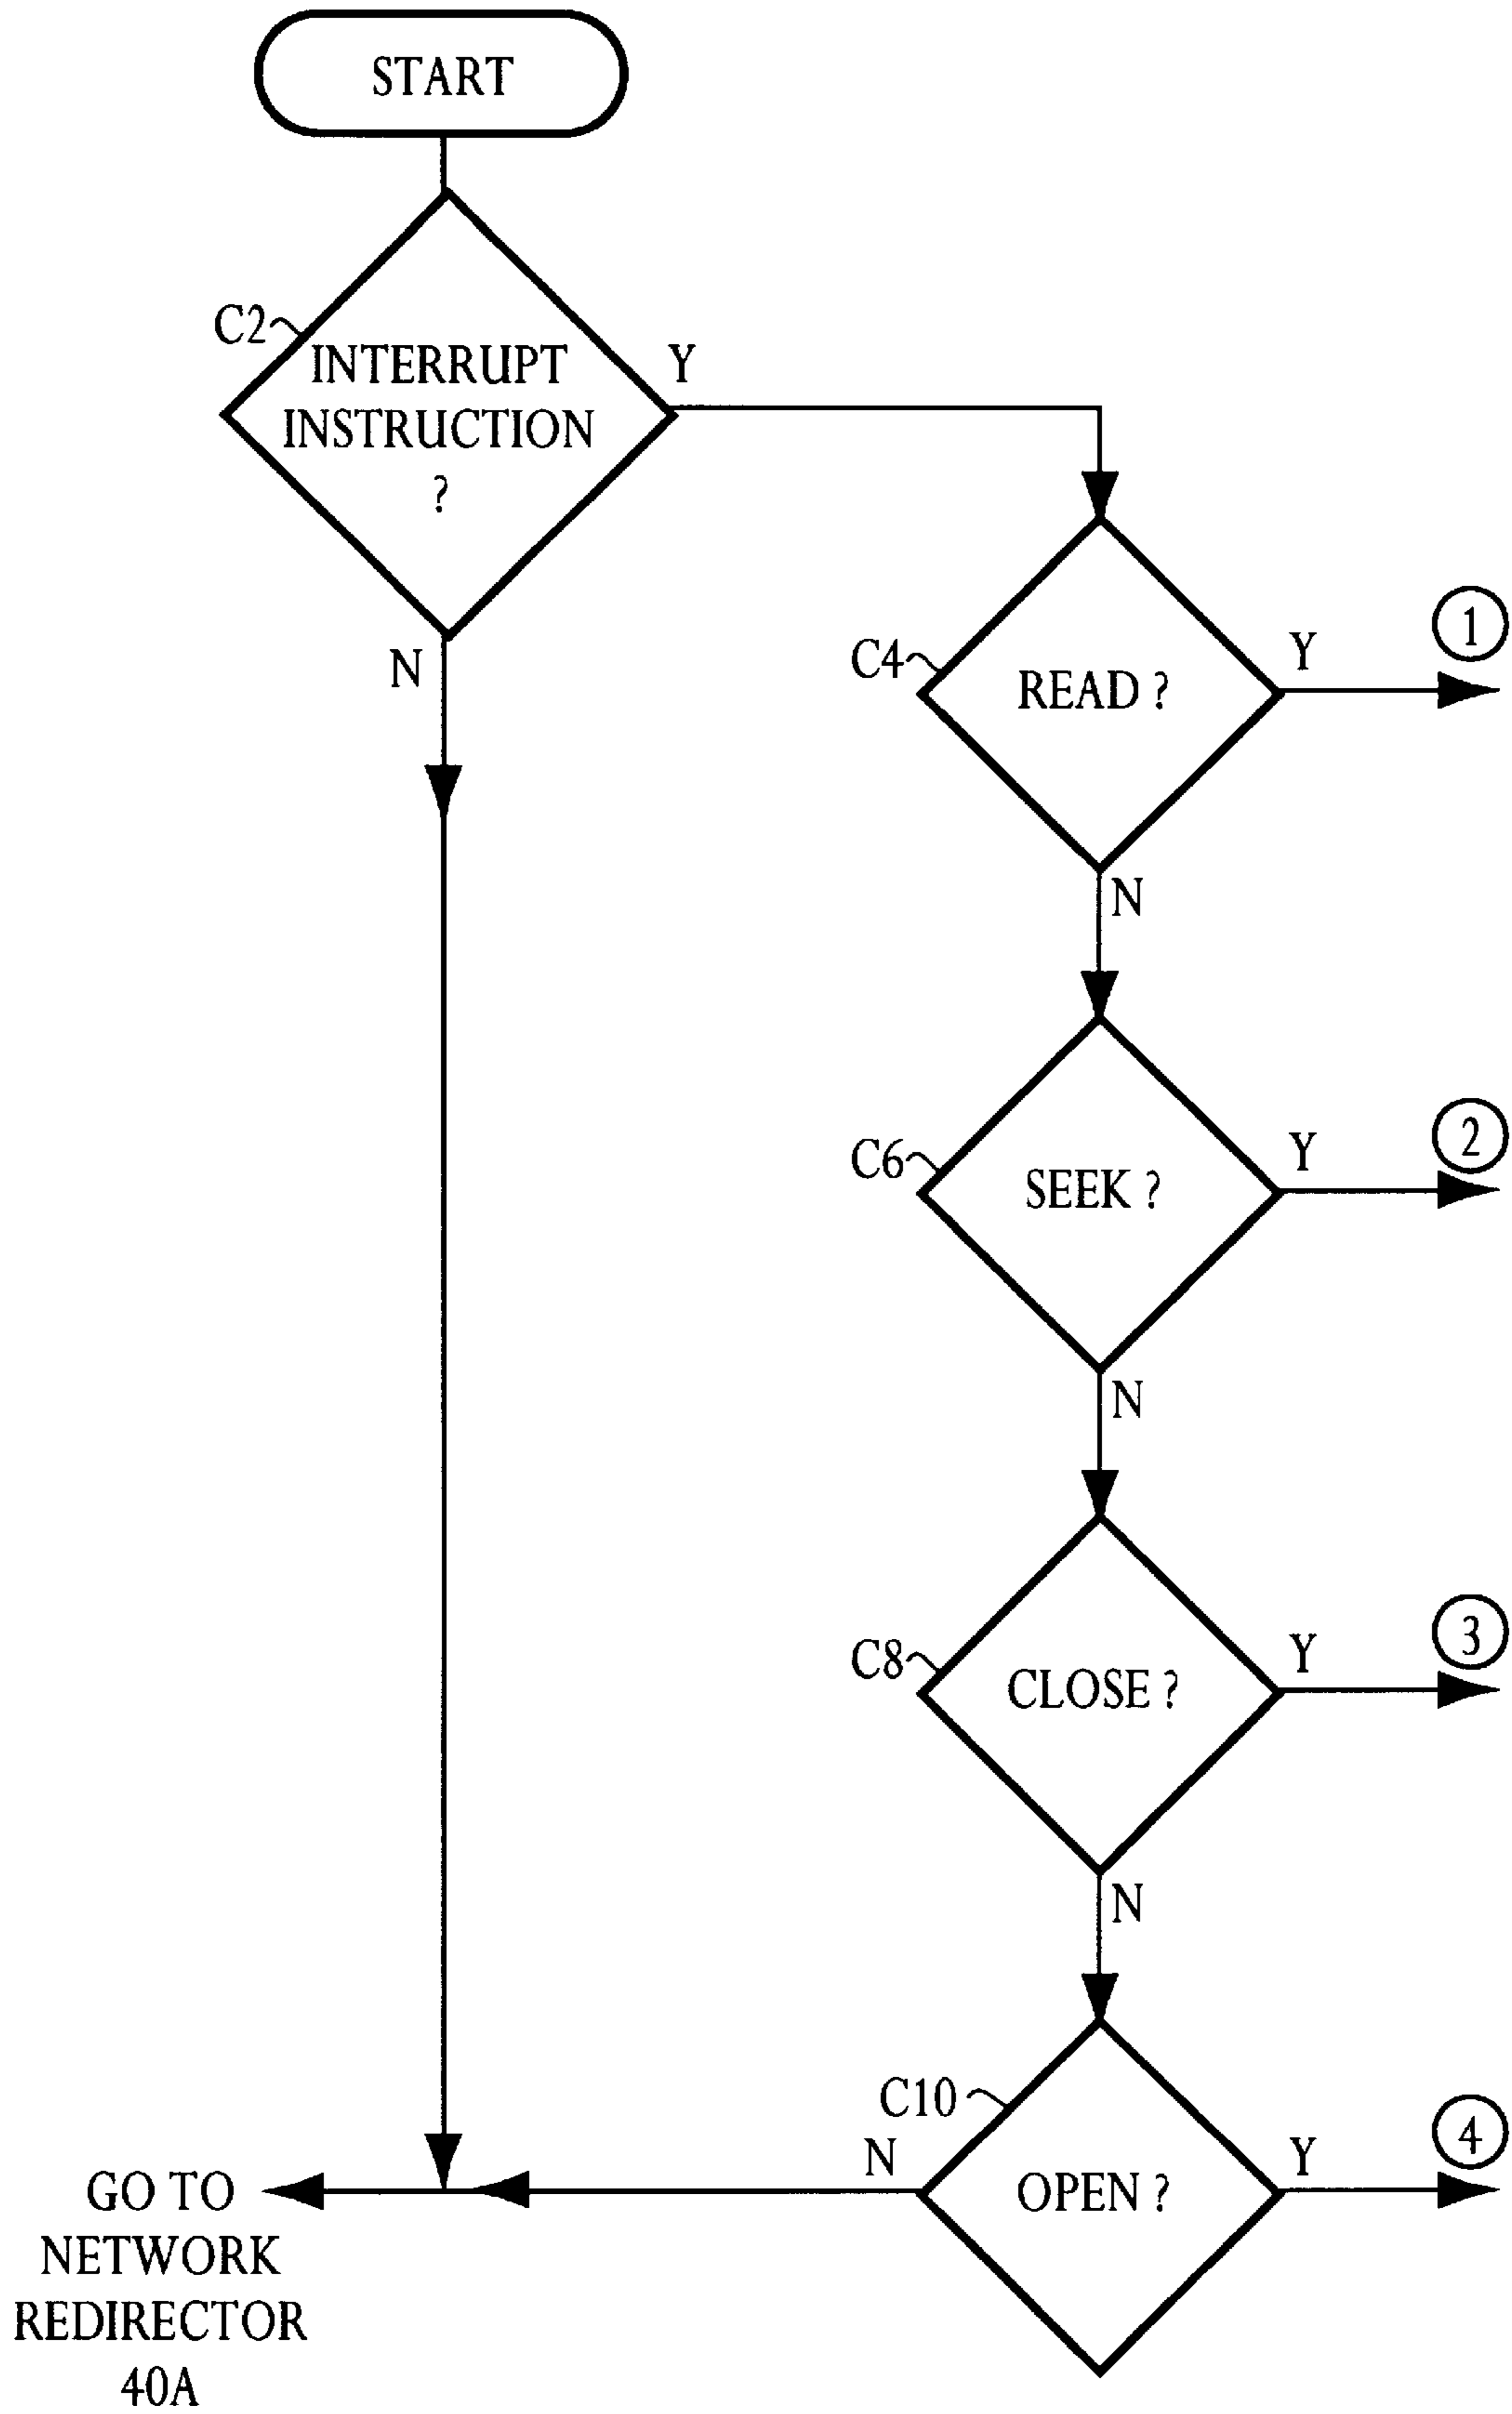 START
C2
INTERRUPT
INSTRUCTION
?
Y
N
C4
READ ?
Y
1
N
C6
SEEK ?
Y
2
N
C8
CLOSE ?
Y
3
N
C10
OPEN ?
Y
4
N
GO TO
NETWORK
REDIRECTOR
40A